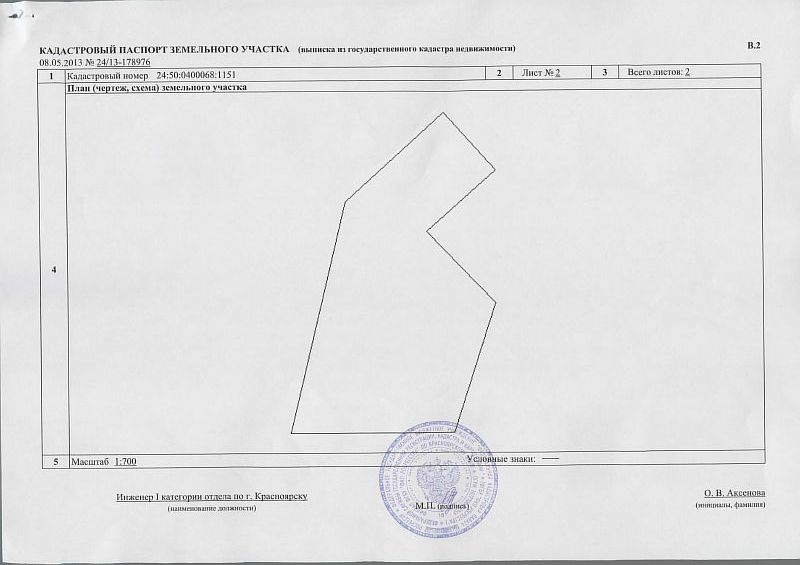 КАДАСТРОВЫЙ ПАСПОРТ ЗЕМЕЛЬНОГО УЧАСТКА (выписка из государственного кадастра недвижимости) В.2
08.05.2013 № 24/13-178976
1 Кадастровый номер 24:50:0400068:1151 2 Лист № 2 3 Всего листов: 2
План (чертеж, схема) земельного участка
4
5 Масштаб 1:700 Условные знаки:
Инженер I категории отдела по г. Красноярску О. В. Аксенова
(наименование должности) М.П. (подпись) (инициалы, фамилия)